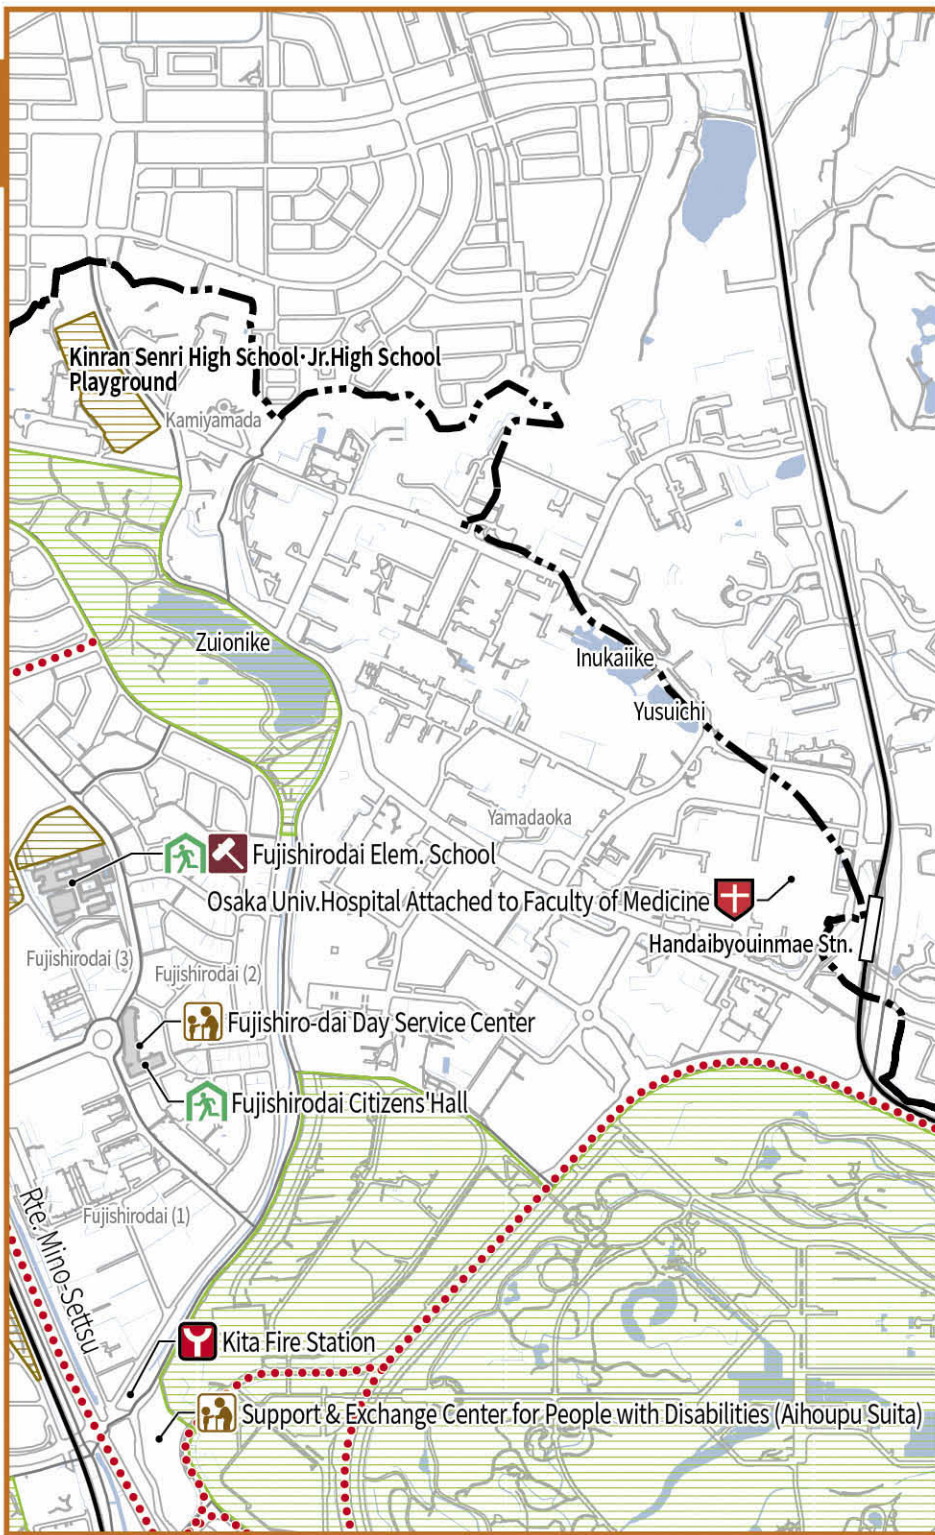 Kinran Senri High School·Jr.High School
Playground
Kamiyamada
Zuionike
Inukaiike
Yusuichi
Yamadaoka
Fujishirodai Elem. School
Osaka Univ.Hospital Attached to Faculty of Medicine
Handaibyouinmae Stn.
Fujishirodai (3)
Fujishirodai (2)
Fujishiro-dai Day Service Center
Fujishirodai Citizens'Hall
Fujishirodai (1)
Rte. Mino-Settsu
Kita Fire Station
Support & Exchange Center for People with Disabilities (Aihoupu Suita)